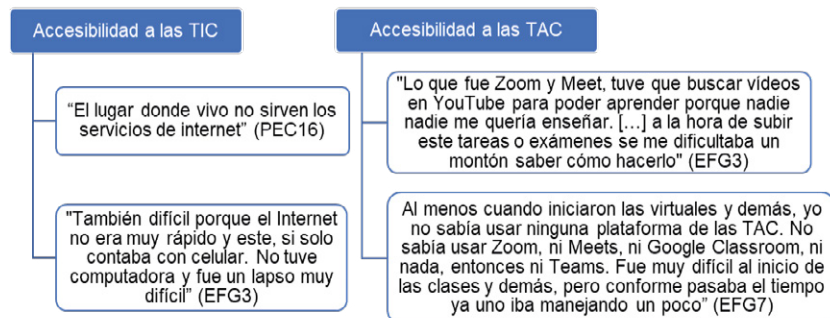 Accesibilidad a las TIC
“El lugar donde vivo no sirven los
servicios de internet” (PEC16)
"También difícil porque el Internet
no era muy rápido y este, si solo
contaba con celular. No tuve
computadora y fue un lapso muy
difícil” (EFG3)
Accesibilidad a las TAC
"Lo que fue Zoom y Meet, tuve que buscar vídeos
en YouTube para poder aprender porque nadie
nadie me quería enseñar. […] a la hora de subir
este tareas o exámenes se me dificultaba un
montón saber cómo hacerlo" (EFG3)
Al menos cuando iniciaron las virtuales y demás, yo
no sabía usar ninguna plataforma de las TAC. No
sabía usar Zoom, ni Meets, ni Google Classroom, ni
nada, entonces ni Teams. Fue muy difícil al inicio de
las clases y demás, pero conforme pasaba el tiempo
ya uno iba manejando un poco” (EFG7)